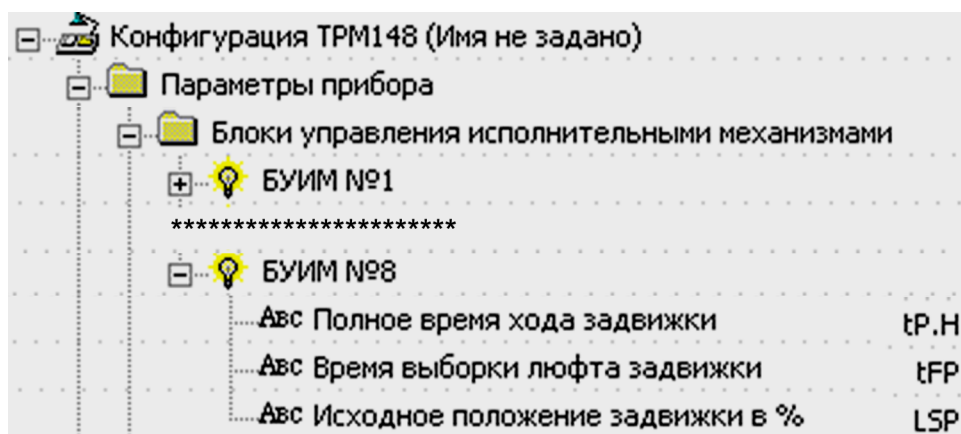 Конфигурация ТРМ148 (Имя не задано)
Параметры прибора
Блоки управления исполнительными механизмами
БУИМ №1
***********************
БУИМ №8
Авс Полное время хода задвижки tP.H
Авс Время выборки люфта задвижки tFP
Авс Исходное положение задвижки в % LSP